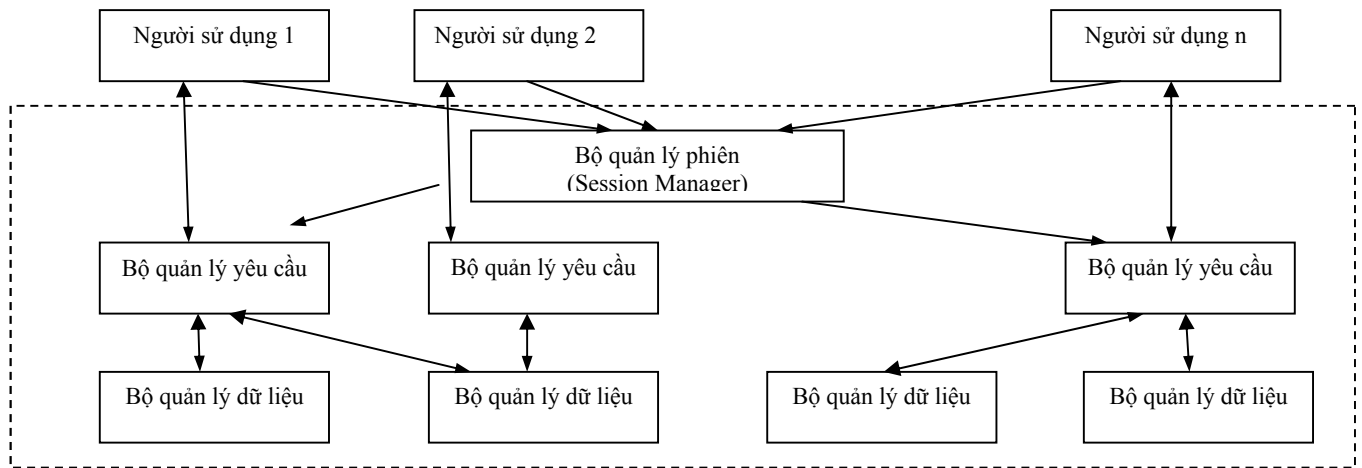 Người sử dụng 1
Người sử dụng 2
Người sử dụng n
Bộ quản lý phiên
(Session Manager)
Bộ quản lý yêu cầu
Bộ quản lý yêu cầu
Bộ quản lý yêu cầu
Bộ quản lý dữ liệu
Bộ quản lý dữ liệu
Bộ quản lý dữ liệu
Bộ quản lý dữ liệu